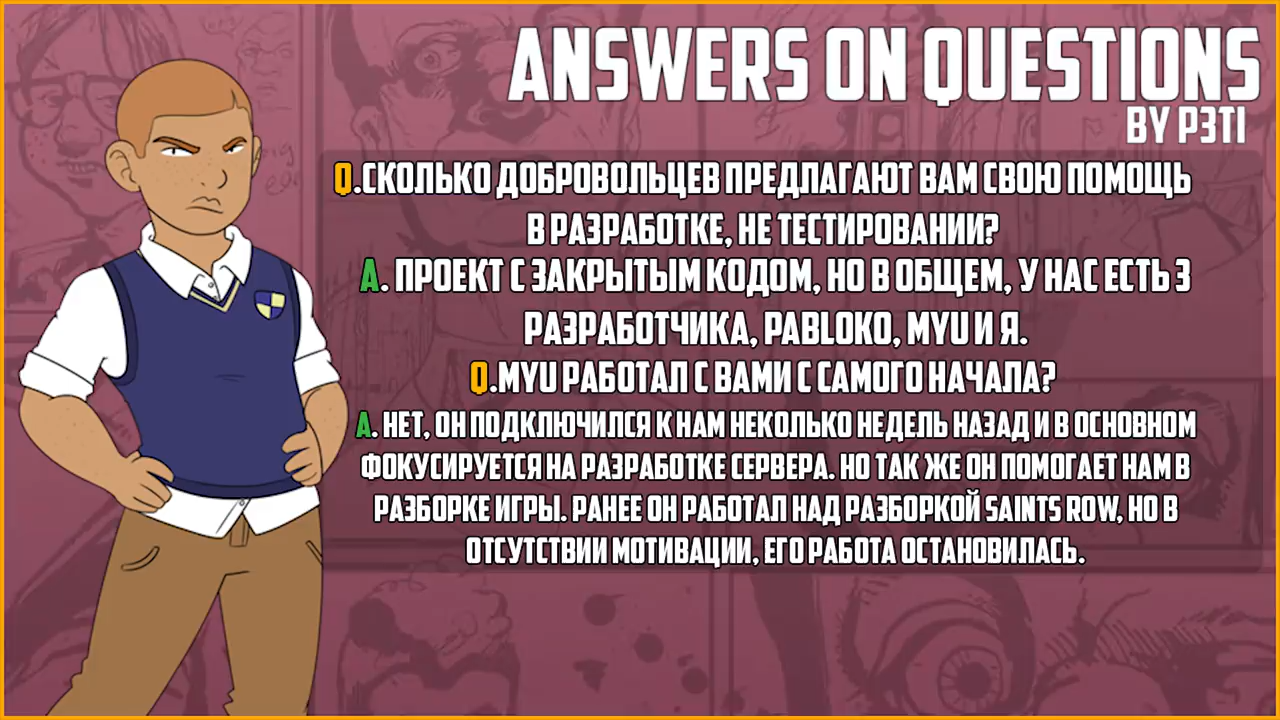 ANSWERS ON QUESTIONS
BY P3TI
Q.СКОЛЬКО ДОБРОВОЛЬЦЕВ ПРЕДЛАГАЮТ ВАМ СВОЮ ПОМОЩЬ
В РАЗРАБОТКЕ, НЕ ТЕСТИРОВАНИИ?
A. ПРОЕКТ С ЗАКРЫТЫМ КОДОМ, НО В ОБЩЕМ, У НАС ЕСТЬ 3
РАЗРАБОТЧИКА, PABLOKO, MYU И Я.
Q.MYU РАБОТАЛ С ВАМИ С САМОГО НАЧАЛА?
A. НЕТ, ОН ПОДКЛЮЧИЛСЯ К НАМ НЕКОЛЬКО НЕДЕЛЬ НАЗАД И В ОСНОВНОМ
ФОКУСИРУЕТСЯ НА РАЗРАБОТКЕ СЕРВЕРА. НО ТАК ЖЕ ОН ПОМОГАЕТ НАМ В
РАЗБОРКЕ ИГРЫ. РАНЕЕ ОН РАБОТАЛ НАД РАЗБОРКОЙ SAINTS ROW, НО В
ОТСУТСТВИИ МОТИВАЦИИ, ЕГО РАБОТА ОСТАНОВИЛАСЬ.